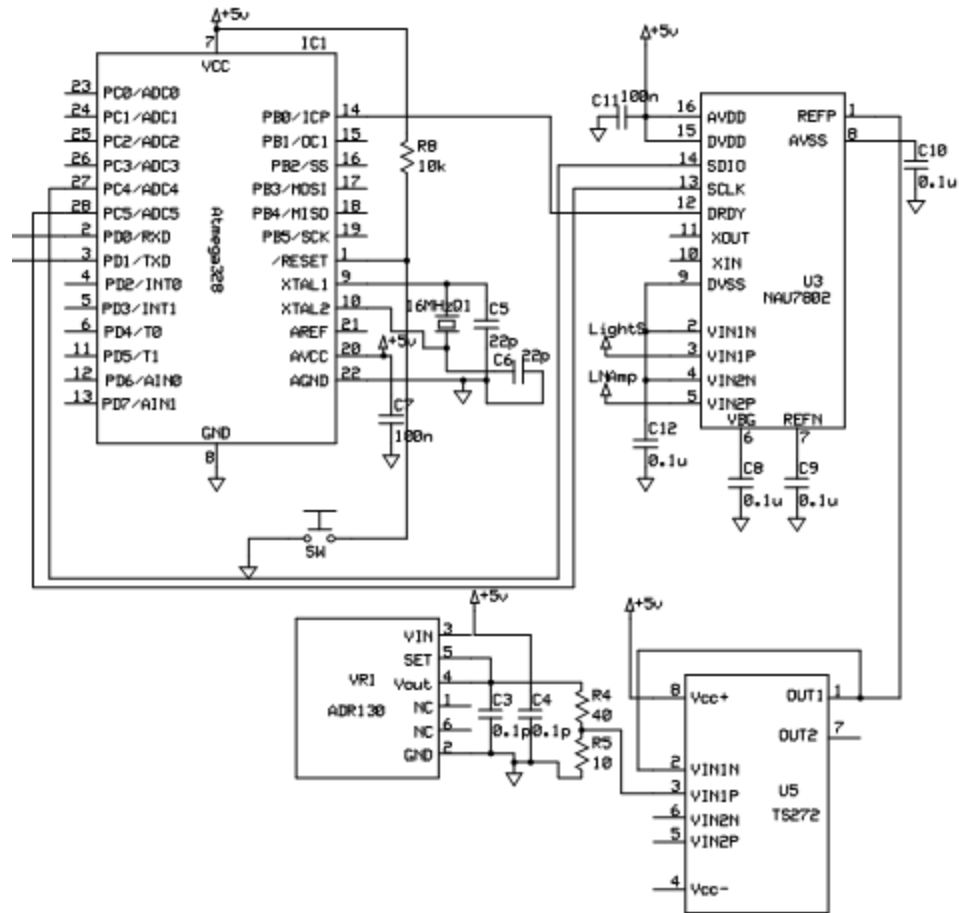 +5v
7
IC1
VCC
23 PC0/ADC0
24 PC1/ADC1
25 PC2/ADC2
26 PC3/ADC3
27 PC4/ADC4
28 PC5/ADC5
2 PD0/RXD
3 PD1/TXD
4 PD2/INT0
5 PD3/INT1
6 PD4/T0
11 PD5/T1
12 PD6/AIN0
13 PD7/AIN1
Atmega328
PB0/ICP 14
PB1/OC1 15
PB2/SS 16
PB3/MOSI 17
PB4/MISO 18
PB5/SCK 19
/RESET 1
XTAL1 9
XTAL2 10
AREF 21
AVCC 20
AGND 22
GND
8
R8
10k
16MHzQ1
C5
22p
C6 22p
+5v
C7
100n
SW
+5v
C11 100n
16 AVDD
15 DVDD
14 SDIO
13 SCLK
12 DRDY
11 XOUT
10 XIN
9 DVSS
2 VIN1N
3 VIN1P
4 VIN2N
5 VIN2P
REFP 1
AVSS 8
C10
0.1u
U3
NAU7802
LightS
LNAmp
VBG REFN
6 7
C12
0.1u
C8
0.1u
C9
0.1u
+5v
VIN 3
SET 5
Vout 4
NC 1
NC 6
GND 2
VR1
ADR130
C3
0.1p
C4
0.1p
R4
40
R5
10
+5v
8 Vcc+
OUT1 1
OUT2 7
2 VIN1N
3 VIN1P
6 VIN2N
5 VIN2P
4 Vcc-
U5
TS272